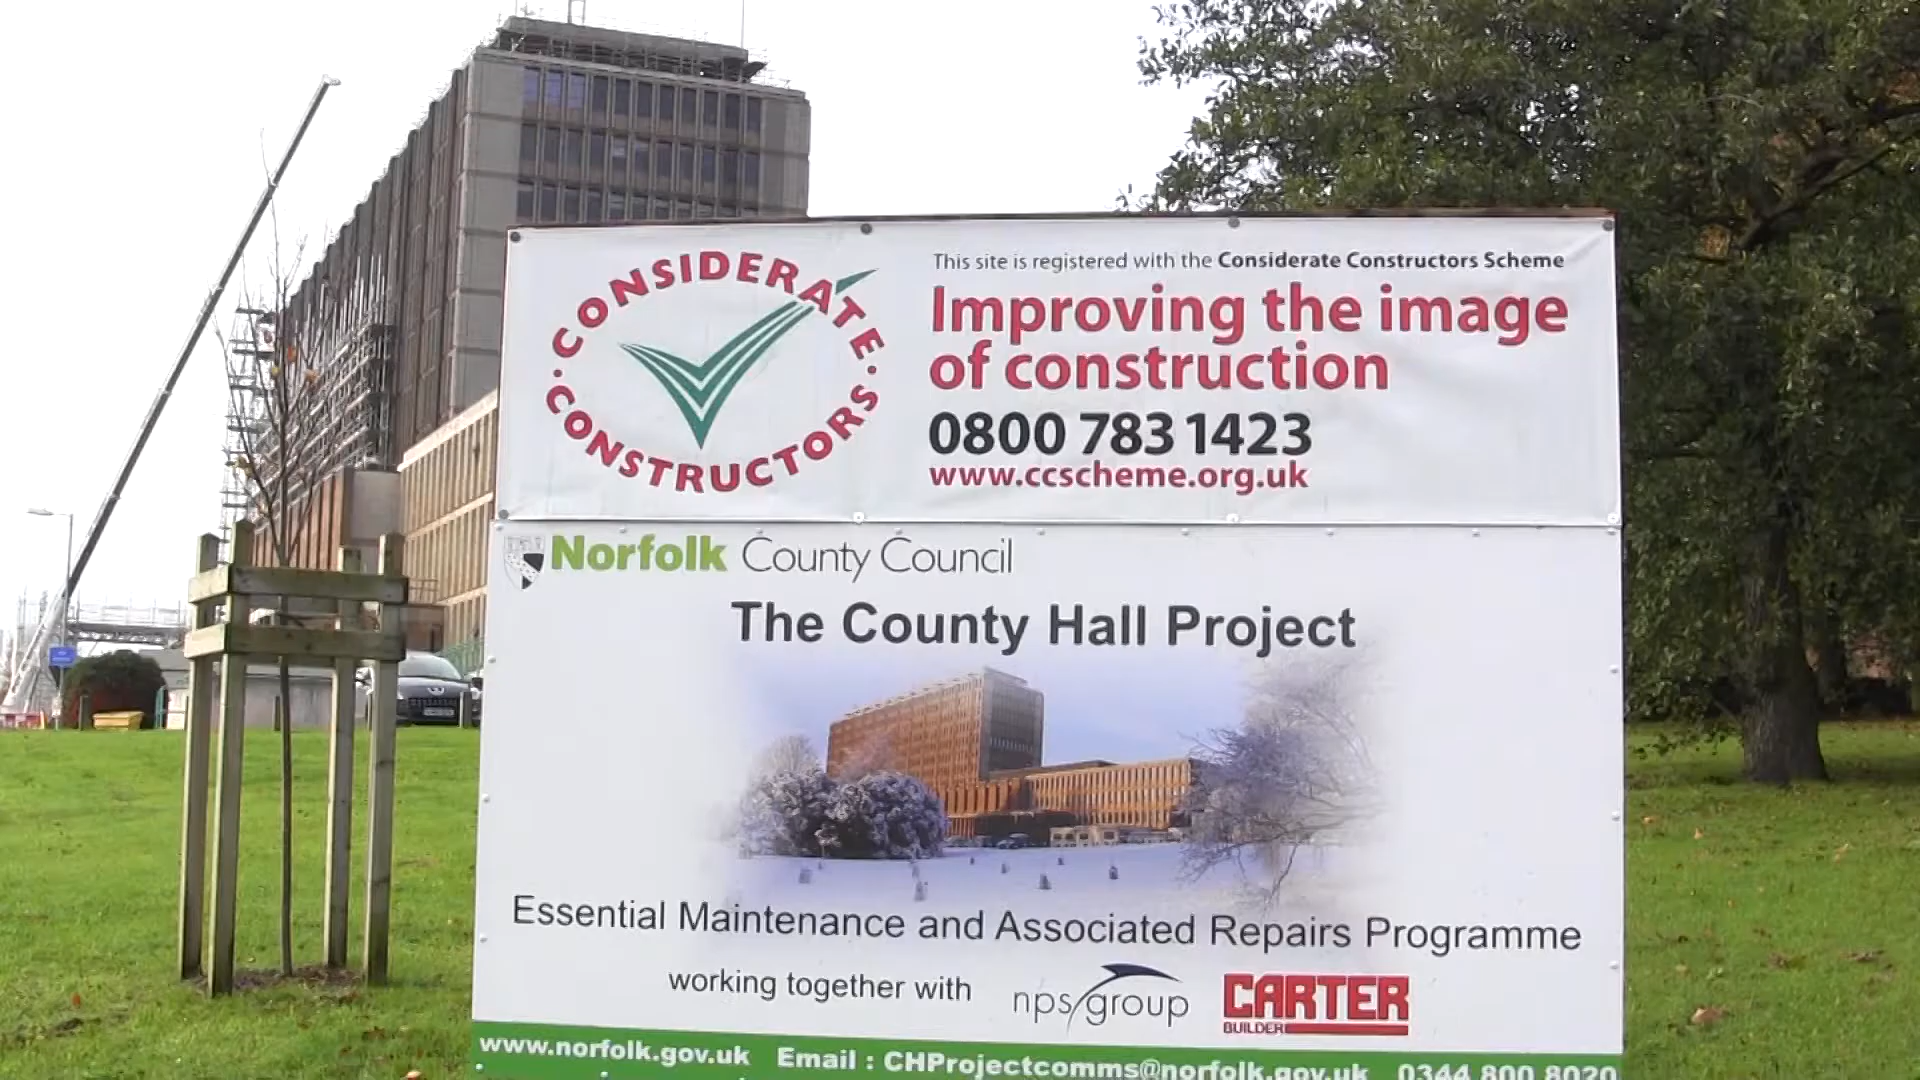 CONSIDERATE
· CONSTRUCTORS ·
This site is registered with the Considerate Constructors Scheme
Improving the image
of construction
0800 783 1423
www.ccscheme.org.uk
Norfolk County Council
The County Hall Project
Essential Maintenance and Associated Repairs Programme
working together with nps group CARTER
BUILDER
www.norfolk.gov.uk Email : CHProjectcomms@norfolk.gov.uk 0344 800 8020